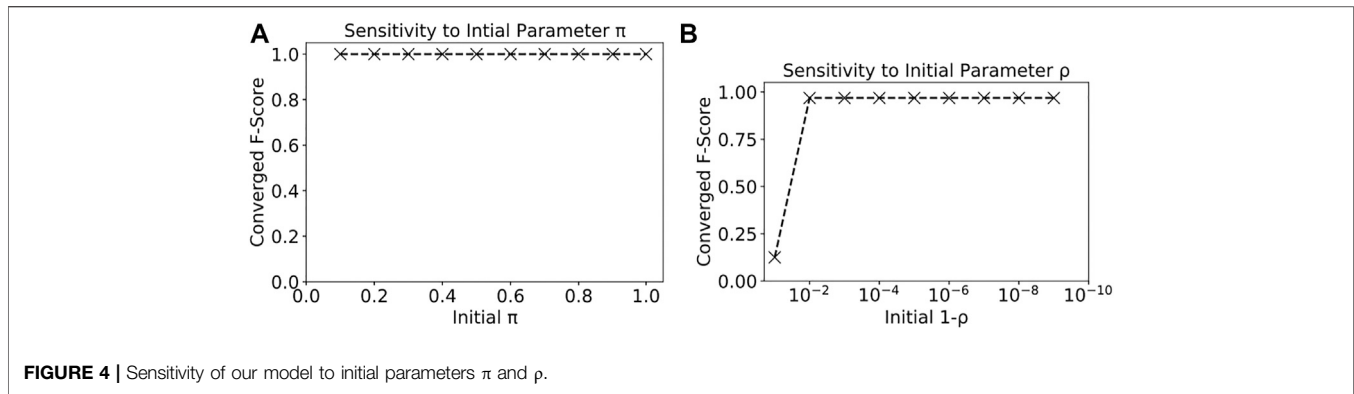 A
Sensitivity to Intial Parameter π
Converged F-Score
1.0
0.8
0.6
0.4
0.2
0.0
0.0 0.2 0.4 0.6 0.8 1.0
Initial π
B
Sensitivity to Initial Parameter ρ
Converged F-Score
1.00
0.75
0.50
0.25
0.00
10⁻² 10⁻⁴ 10⁻⁶ 10⁻⁸ 10⁻¹⁰
Initial 1-ρ
FIGURE 4 | Sensitivity of our model to initial parameters π and ρ.